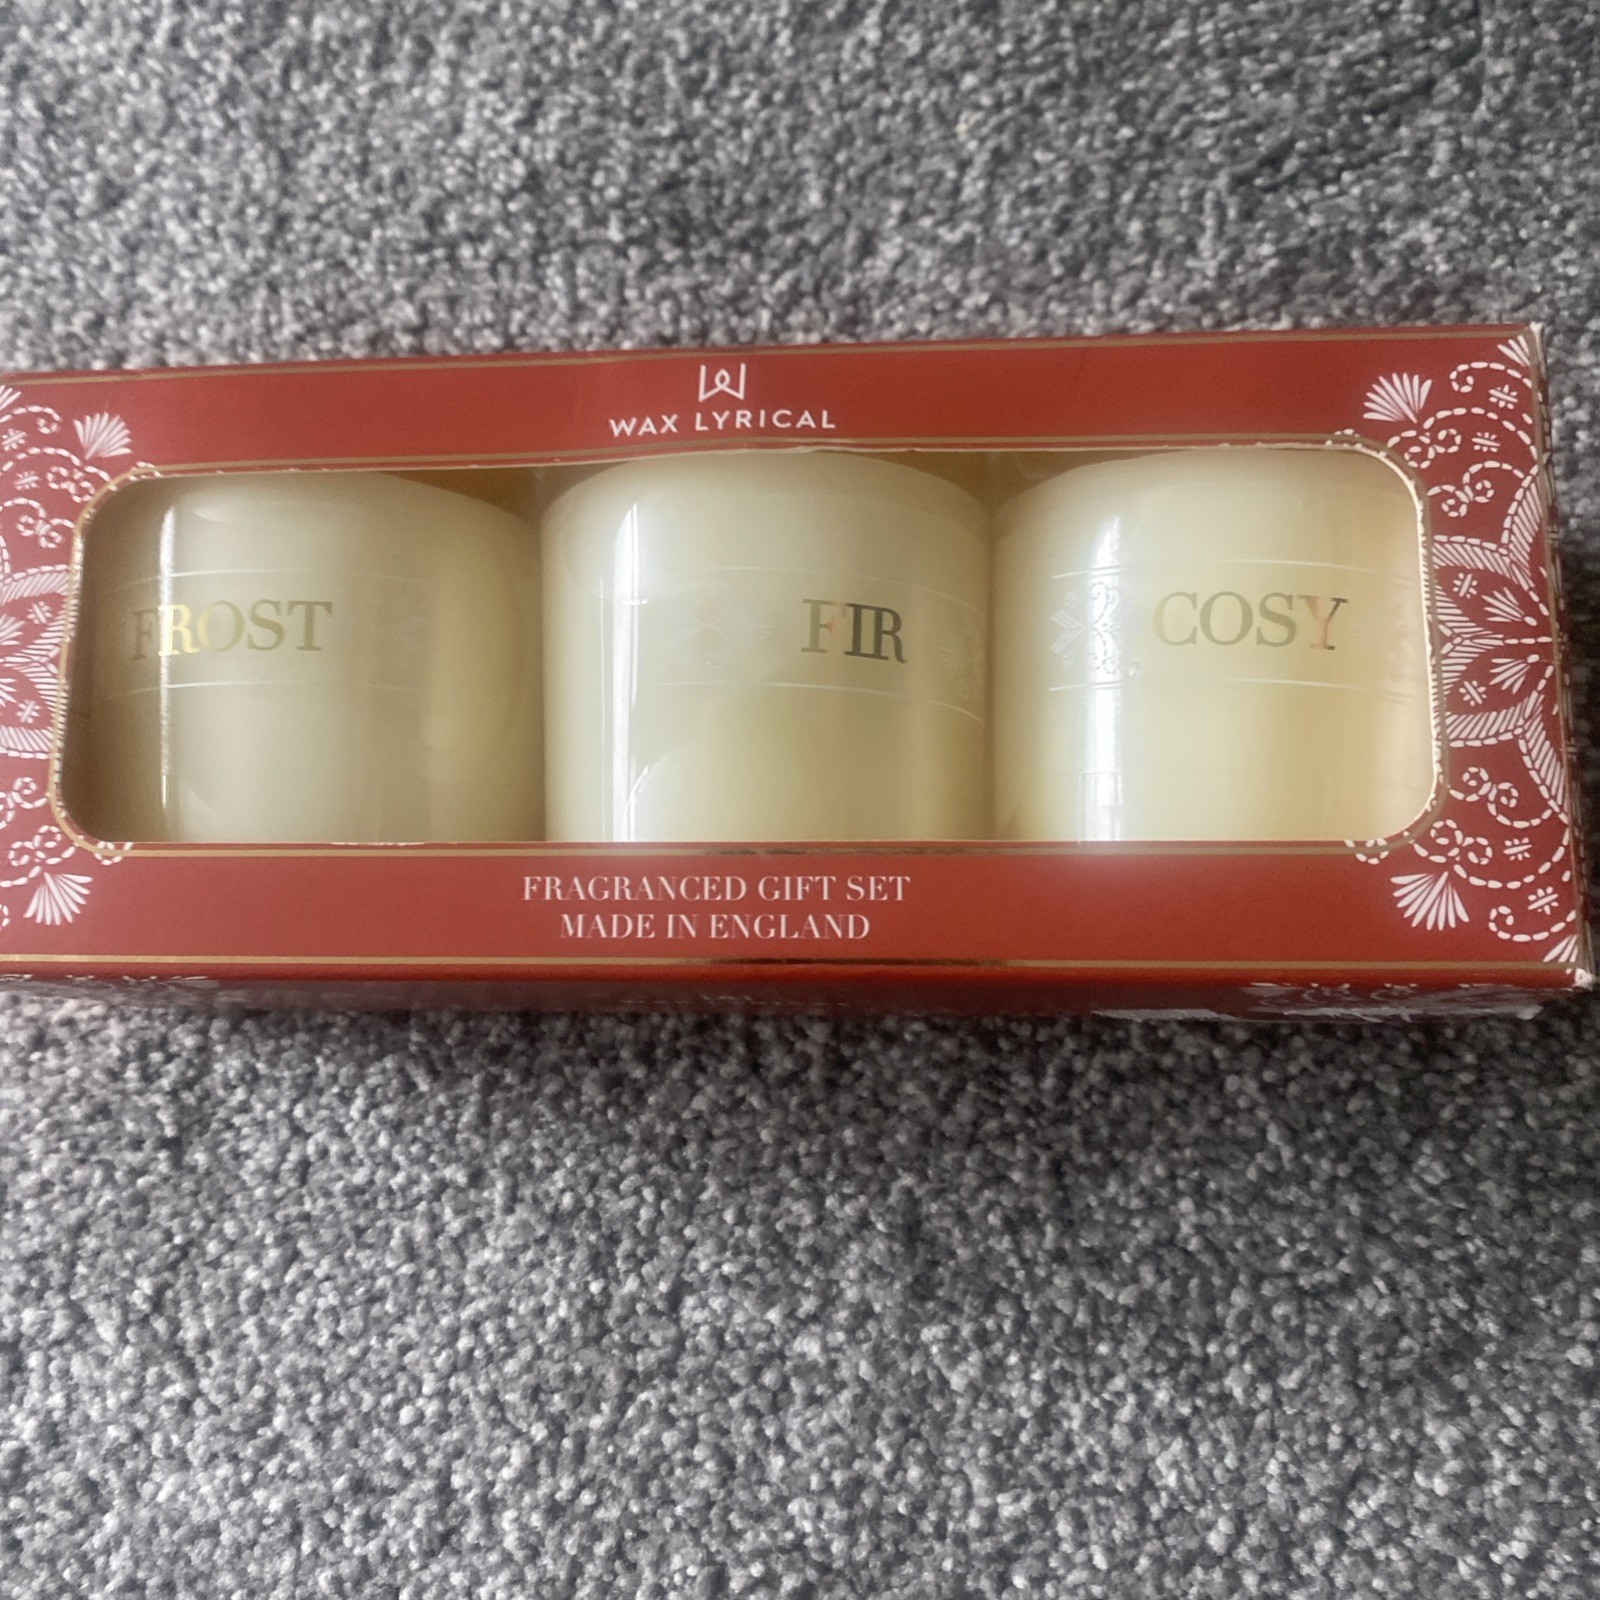 WAX LYRICAL
FROST
FIR
COSY
FRAGRANCED GIFT SET
MADE IN ENGLAND